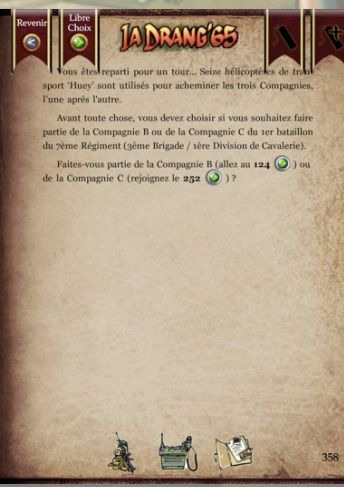 Revenir
Libre
Choix
IA DRANG'65
Vous êtes reparti pour un tour... Seize hélicoptères de tran-
sport 'Huey' sont utilisés pour acheminer les trois Compagnies,
l'une après l'autre.
Avant toute chose, vous devez choisir si vous souhaitez faire
partie de la Compagnie B ou de la Compagnie C du 1er bataillon
du 7ème Régiment (3ème Brigade / 1ère Division de Cavalerie).
Faites-vous partie de la Compagnie B (allez au 124 ) ou
de la Compagnie C (rejoignez le 252 ) ?
358